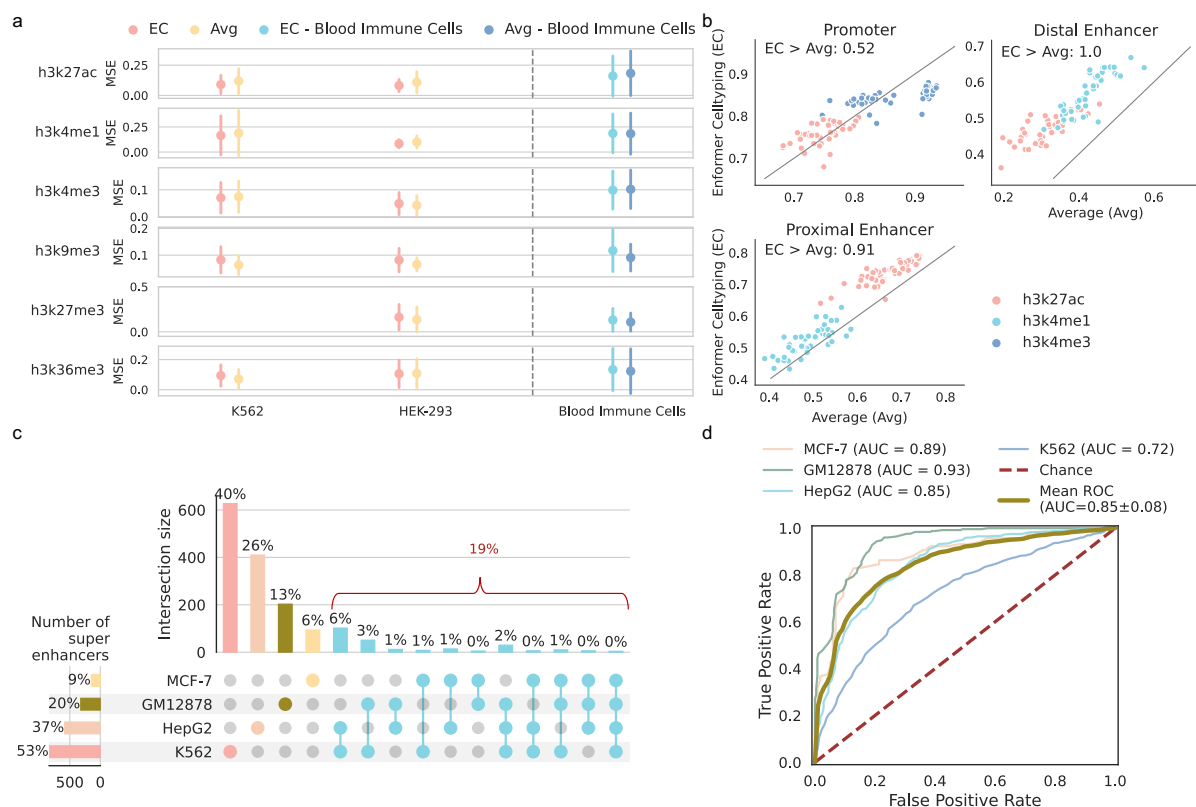 a
EC
Avg
EC - Blood Immune Cells
Avg - Blood Immune Cells
h3k27ac
MSE
0.25
0.00
h3k4me1
MSE
0.25
0.00
h3k4me3
MSE
0.1
0.0
h3k9me3
MSE
0.2
0.1
h3k27me3
MSE
0.5
0.0
h3k36me3
MSE
0.2
0.0
K562
HEK-293
Blood Immune Cells
b
Promoter
EC > Avg: 0.52
Enformer Celltyping (EC)
0.9
0.8
0.7
0.7
0.8
0.9
Distal Enhancer
EC > Avg: 1.0
0.6
0.5
0.4
0.2
0.4
0.6
Average (Avg)
Proximal Enhancer
EC > Avg: 0.91
Enformer Celltyping (EC)
0.8
0.7
0.6
0.5
0.4
0.4
0.5
0.6
0.7
0.8
Average (Avg)
h3k27ac
h3k4me1
h3k4me3
c
Intersection size
600
400
200
0
40%
26%
13%
6%
6%
3%
1%
1%
1%
0%
2%
0%
1%
0%
0%
19%
Number of
super
enhancers
9%
20%
37%
53%
500
0
MCF-7
GM12878
HepG2
K562
d
MCF-7 (AUC = 0.89)
GM12878 (AUC = 0.93)
HepG2 (AUC = 0.85)
K562 (AUC = 0.72)
Chance
Mean ROC
(AUC=0.85±0.08)
True Positive Rate
1.0
0.8
0.6
0.4
0.2
0.0
0.0
0.2
0.4
0.6
0.8
1.0
False Positive Rate